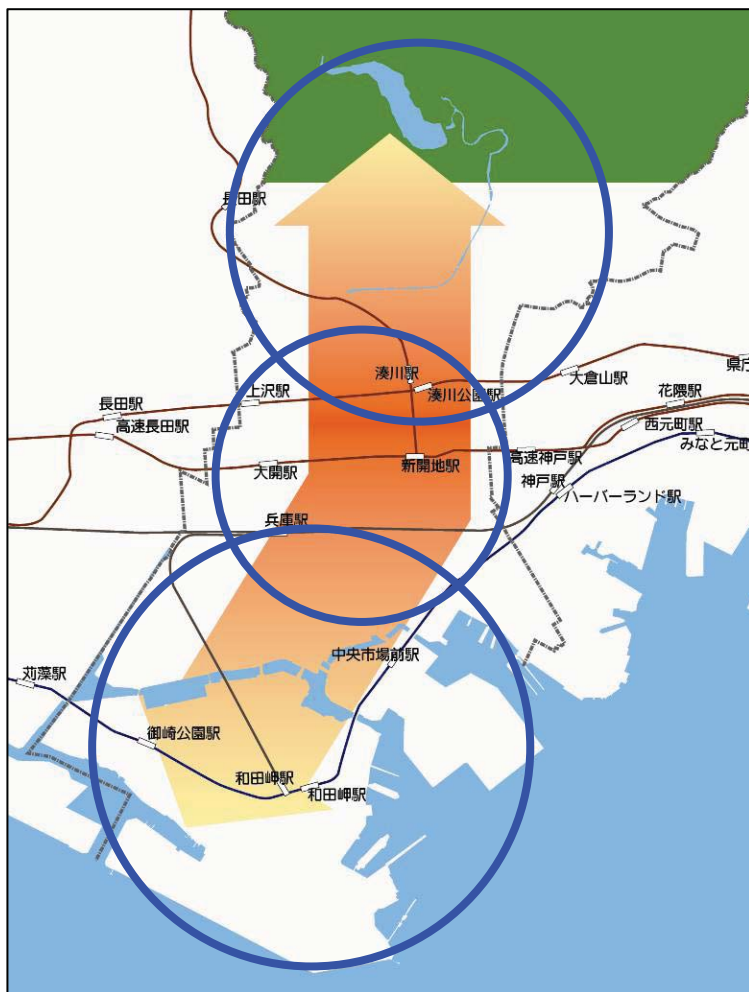 長田駅
湊川駅
県庁
大倉山駅
上沢駅
湊川公園駅
花隈駅
長田駅
西元町駅
高速長田駅
みなと元町
高速神戸駅
新開地駅
大開駅
神戸駅
ハーバーランド駅
兵庫駅
中央市場前駅
苅藻駅
御崎公園駅
和田岬駅
和田岬駅